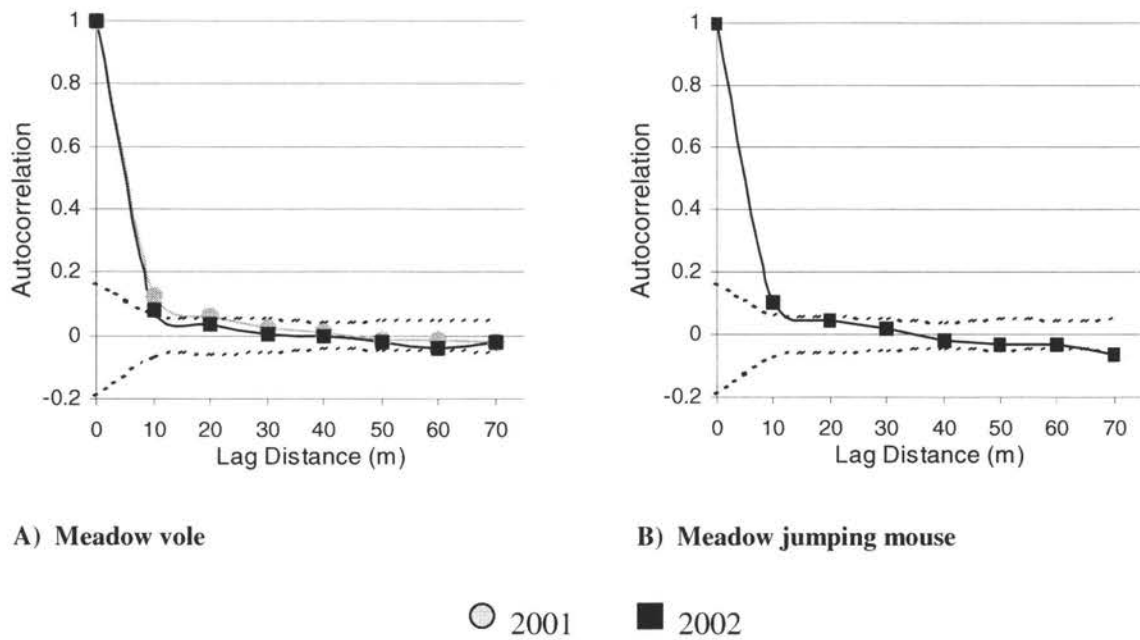 1
0.8
0.6
0.4
0.2
0
-0.2
Autocorrelation
0 10 20 30 40 50 60 70
Lag Distance (m)
A) Meadow vole
1
0.8
0.6
0.4
0.2
0
-0.2
Autocorrelation
0 10 20 30 40 50 60 70
Lag Distance (m)
B) Meadow jumping mouse
2001 2002